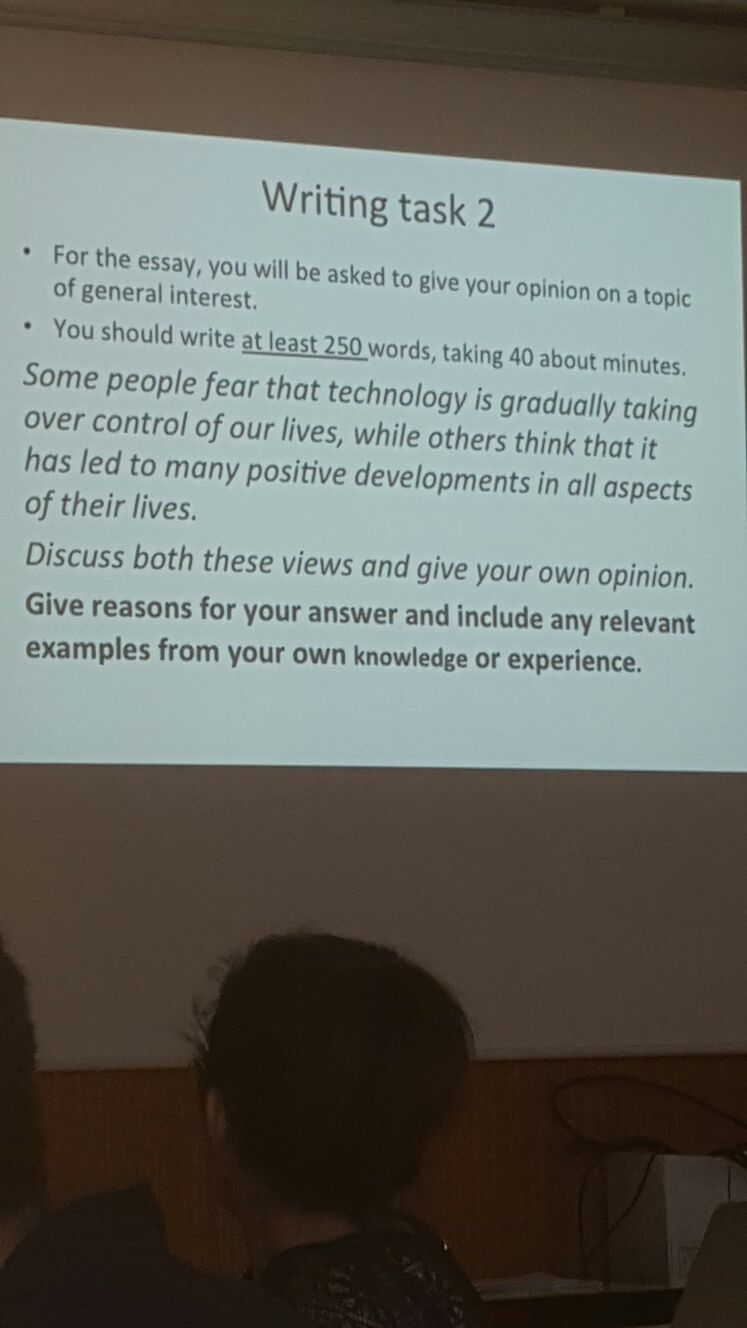 Writing task 2
• For the essay, you will be asked to give your opinion on a topic
of general interest.
• You should write at least 250 words, taking 40 about minutes.
Some people fear that technology is gradually taking
over control of our lives, while others think that it
has led to many positive developments in all aspects
of their lives.
Discuss both these views and give your own opinion.
Give reasons for your answer and include any relevant
examples from your own knowledge or experience.